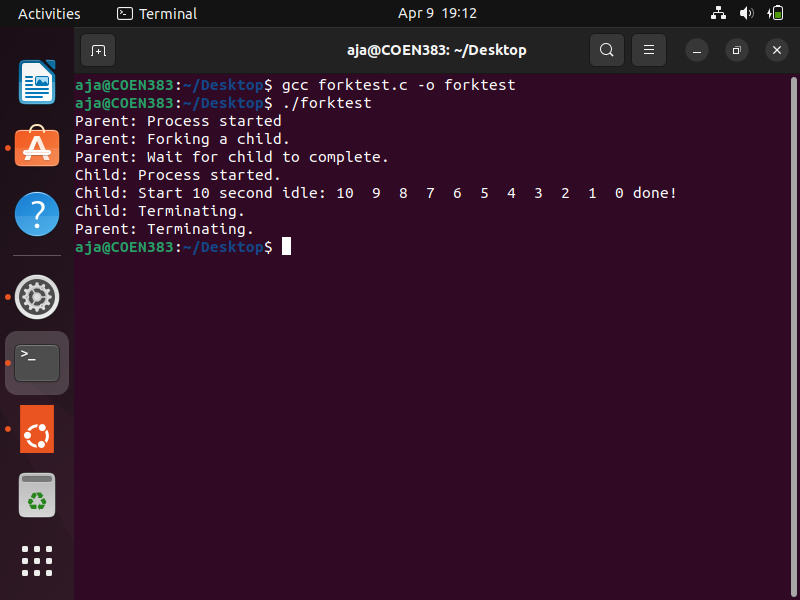 Activities Terminal Apr 9 19:12
aja@COEN383: ~/Desktop
aja@COEN383:~/Desktop$ gcc forktest.c -o forktest
aja@COEN383:~/Desktop$ ./forktest
Parent: Process started
Parent: Forking a child.
Parent: Wait for child to complete.
Child: Process started.
Child: Start 10 second idle: 10  9  8  7  6  5  4  3  2  1  0 done!
Child: Terminating.
Parent: Terminating.
aja@COEN383:~/Desktop$